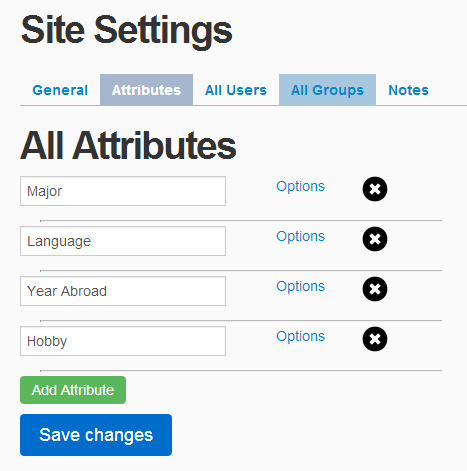 Site Settings
General Attributes All Users All Groups Notes
All Attributes
Major Options
Language Options
Year Abroad Options
Hobby Options
Add Attribute
Save changes